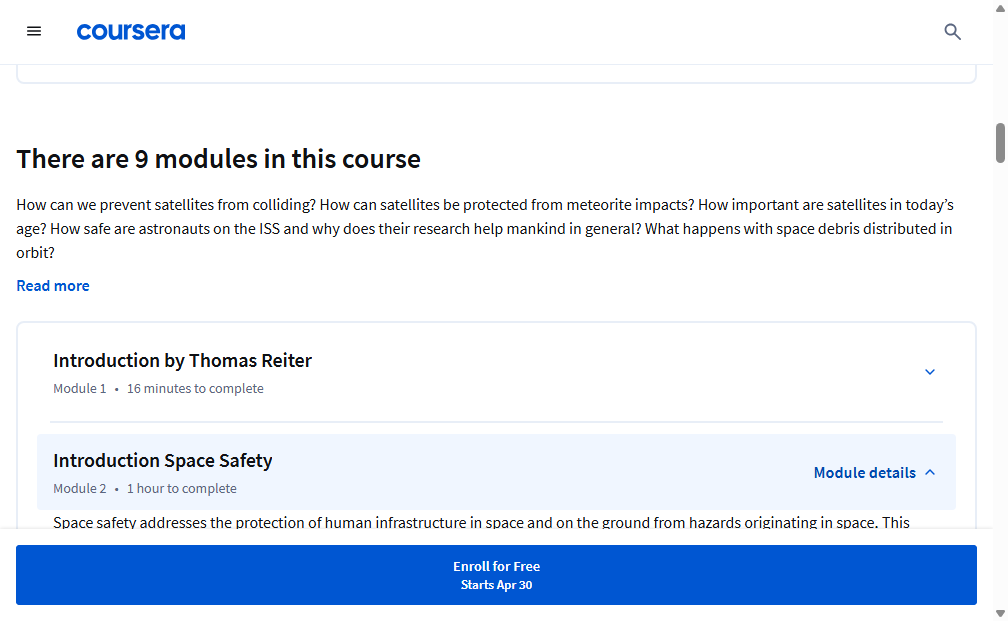 coursera
There are 9 modules in this course
How can we prevent satellites from colliding? How can satellites be protected from meteorite impacts? How important are satellites in today's
age? How safe are astronauts on the ISS and why does their research help mankind in general? What happens with space debris distributed in
orbit?
Read more
Introduction by Thomas Reiter
Module 1 • 16 minutes to complete
Introduction Space Safety
Module 2 • 1 hour to complete
Module details
Space safety addresses the protection of human infrastructure in space and on the ground from hazards originating in space. This
Enroll for Free
Starts Apr 30